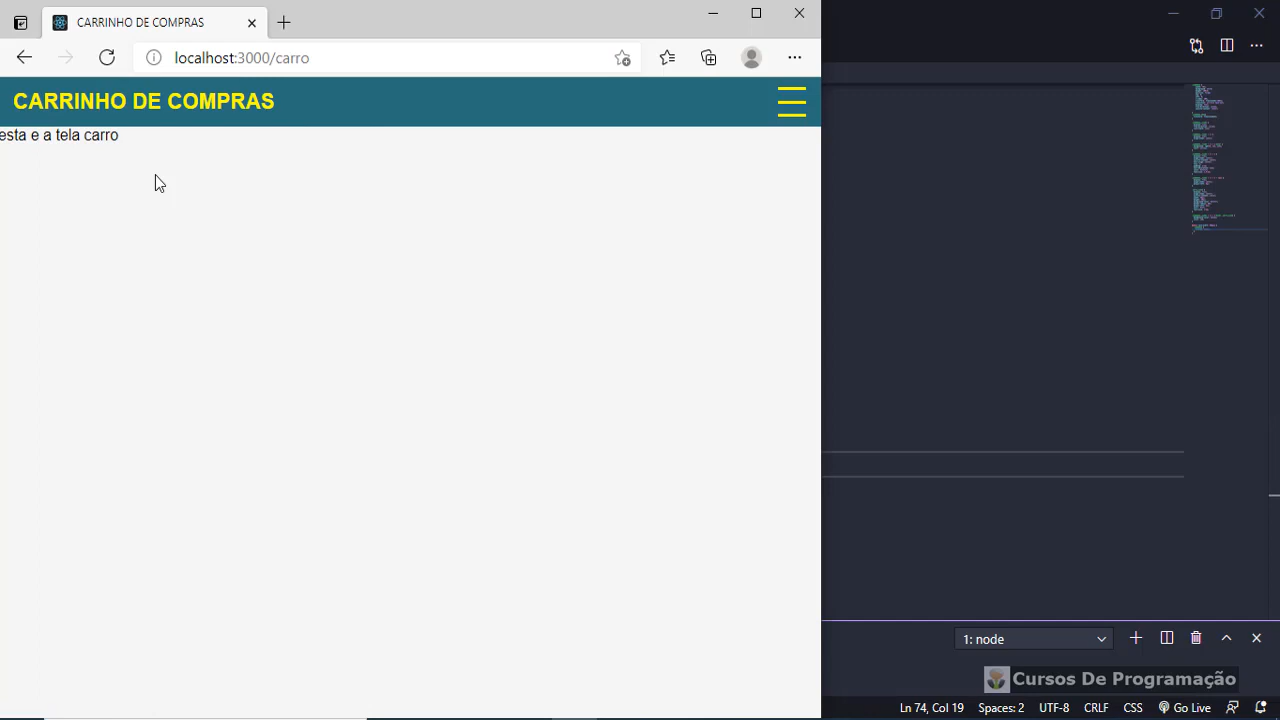 CARRINHO DE COMPRAS
localhost:3000/carro
CARRINHO DE COMPRAS
esta e a tela carro
1: node
Cursos De Programação
Ln 74, Col 19 Spaces: 2 UTF-8 CRLF CSS Go Live